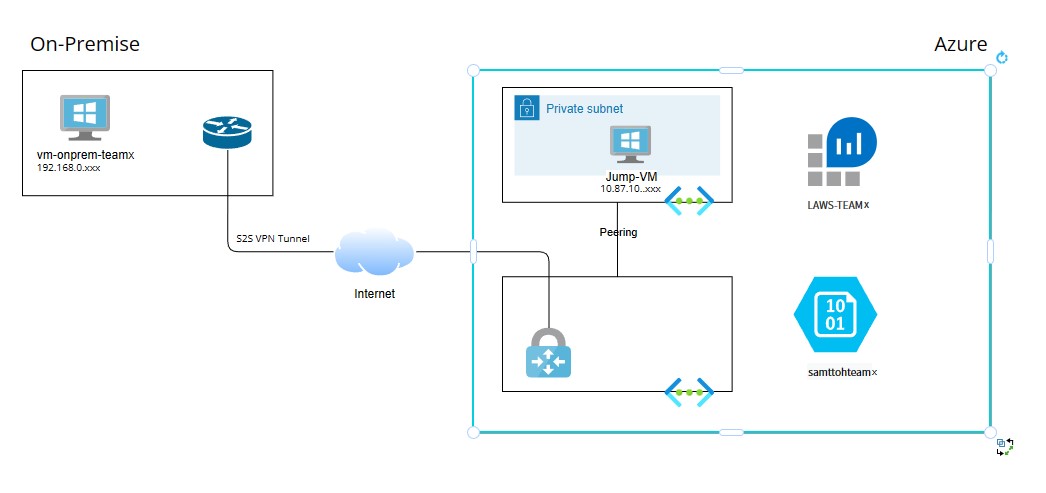 On-Premise
Azure
vm-onprem-teamx
192.168.0.xxx
Private subnet
Jump-VM
10.87.10..xxx
LAWS-TEAMx
Peering
S2S VPN Tunnel
Internet
10
01
samttohteamx